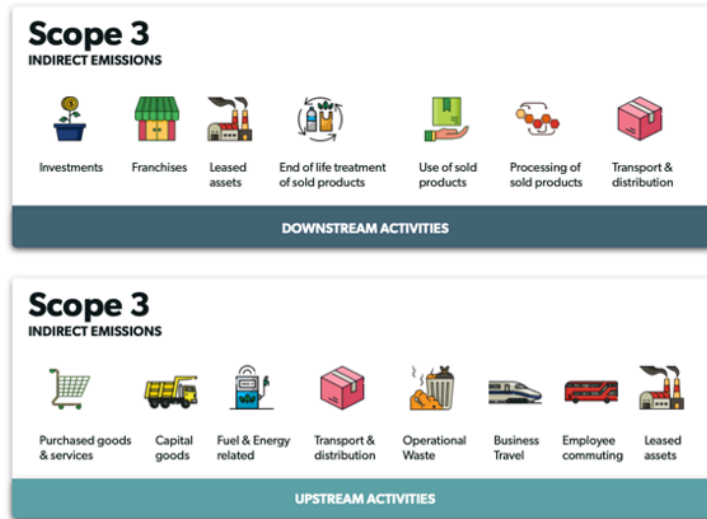 Scope 3
INDIRECT EMISSIONS
Investments
Franchises
Leased
assets
End of life treatment
of sold products
Use of sold
products
Processing of
sold products
Transport &
distribution
DOWNSTREAM ACTIVITIES
Scope 3
INDIRECT EMISSIONS
Purchased goods
& services
Capital
goods
Fuel & Energy
related
Transport &
distribution
Operational
Waste
Business
Travel
Employee
commuting
Leased
assets
UPSTREAM ACTIVITIES